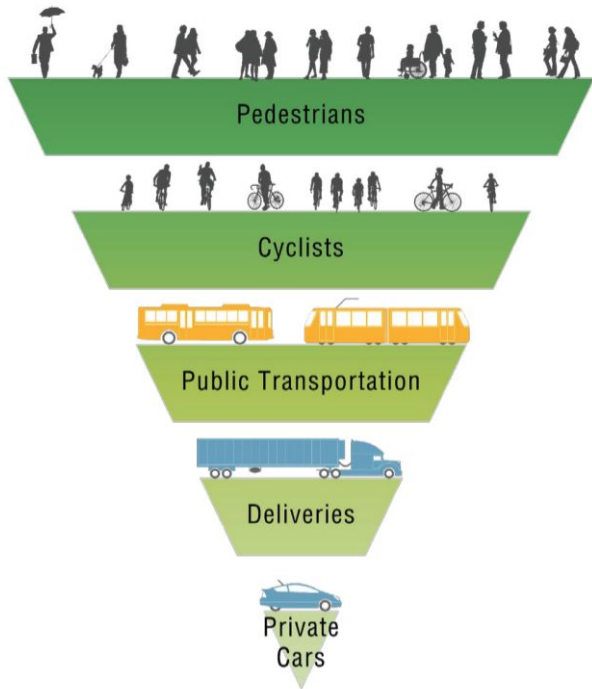 Pedestrians
Cyclists
Public Transportation
Deliveries
Private
Cars